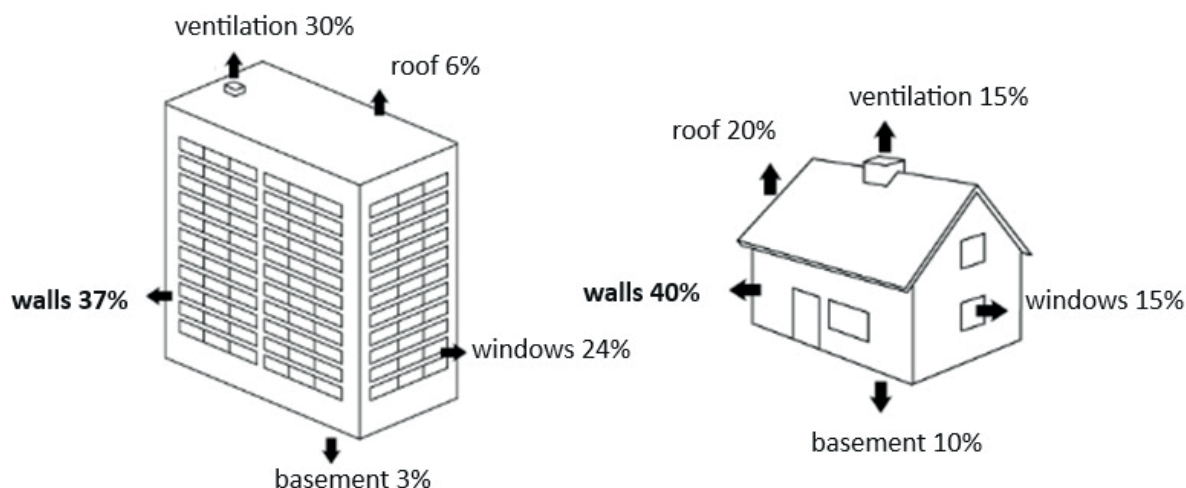 ventilation 30%
roof 6%
walls 37%
windows 24%
basement 3%
ventilation 15%
roof 20%
walls 40%
windows 15%
basement 10%